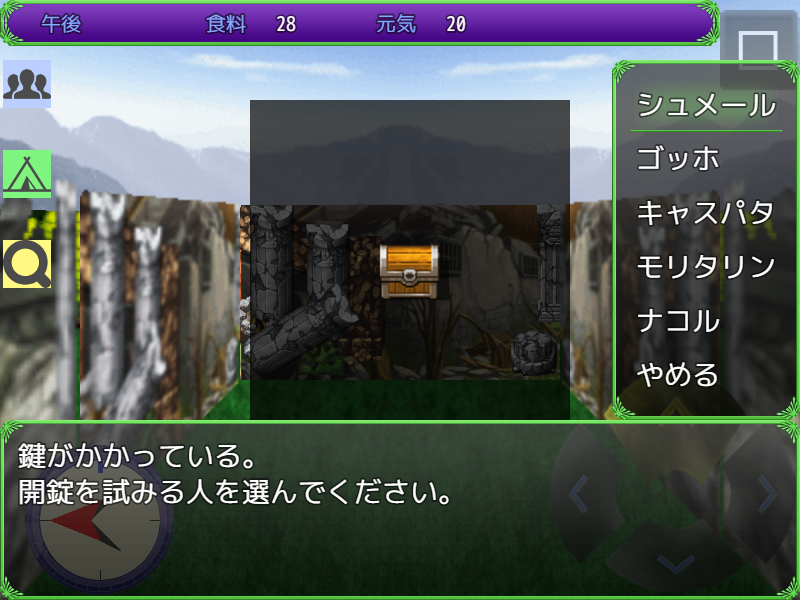 午後 食料 28 元気 20
シュメール
ゴッホ
キャスパタ
モリタリン
ナコル
やめる
鍵がかかっている。
開錠を試みる人を選んでください。